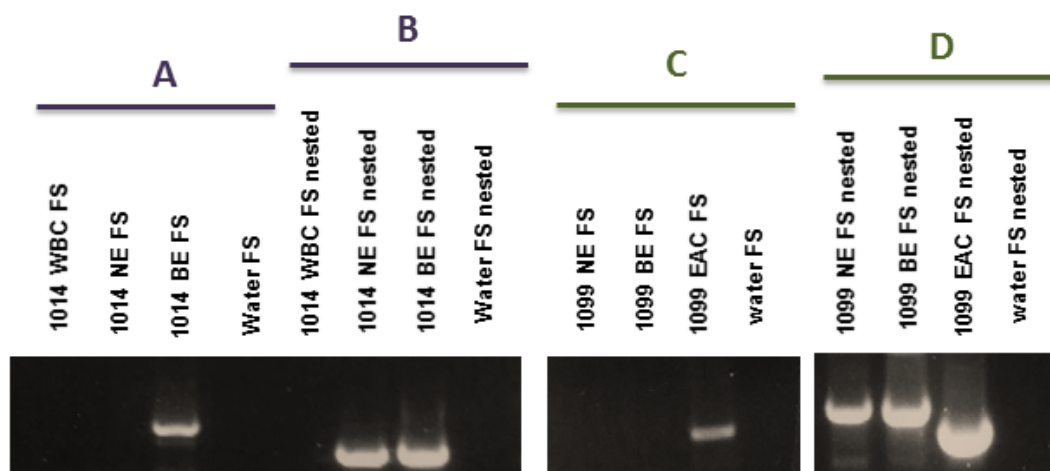 A
B
C
D
1014 WBC FS
1014 NE FS
1014 BE FS
Water FS
1014 WBC FS nested
1014 NE FS nested
1014 BE FS nested
Water FS nested
1099 NE FS
1099 BE FS
1099 EAC FS
water FS
1099 NE FS nested
1099 BE FS nested
1099 EAC FS nested
water FS nested